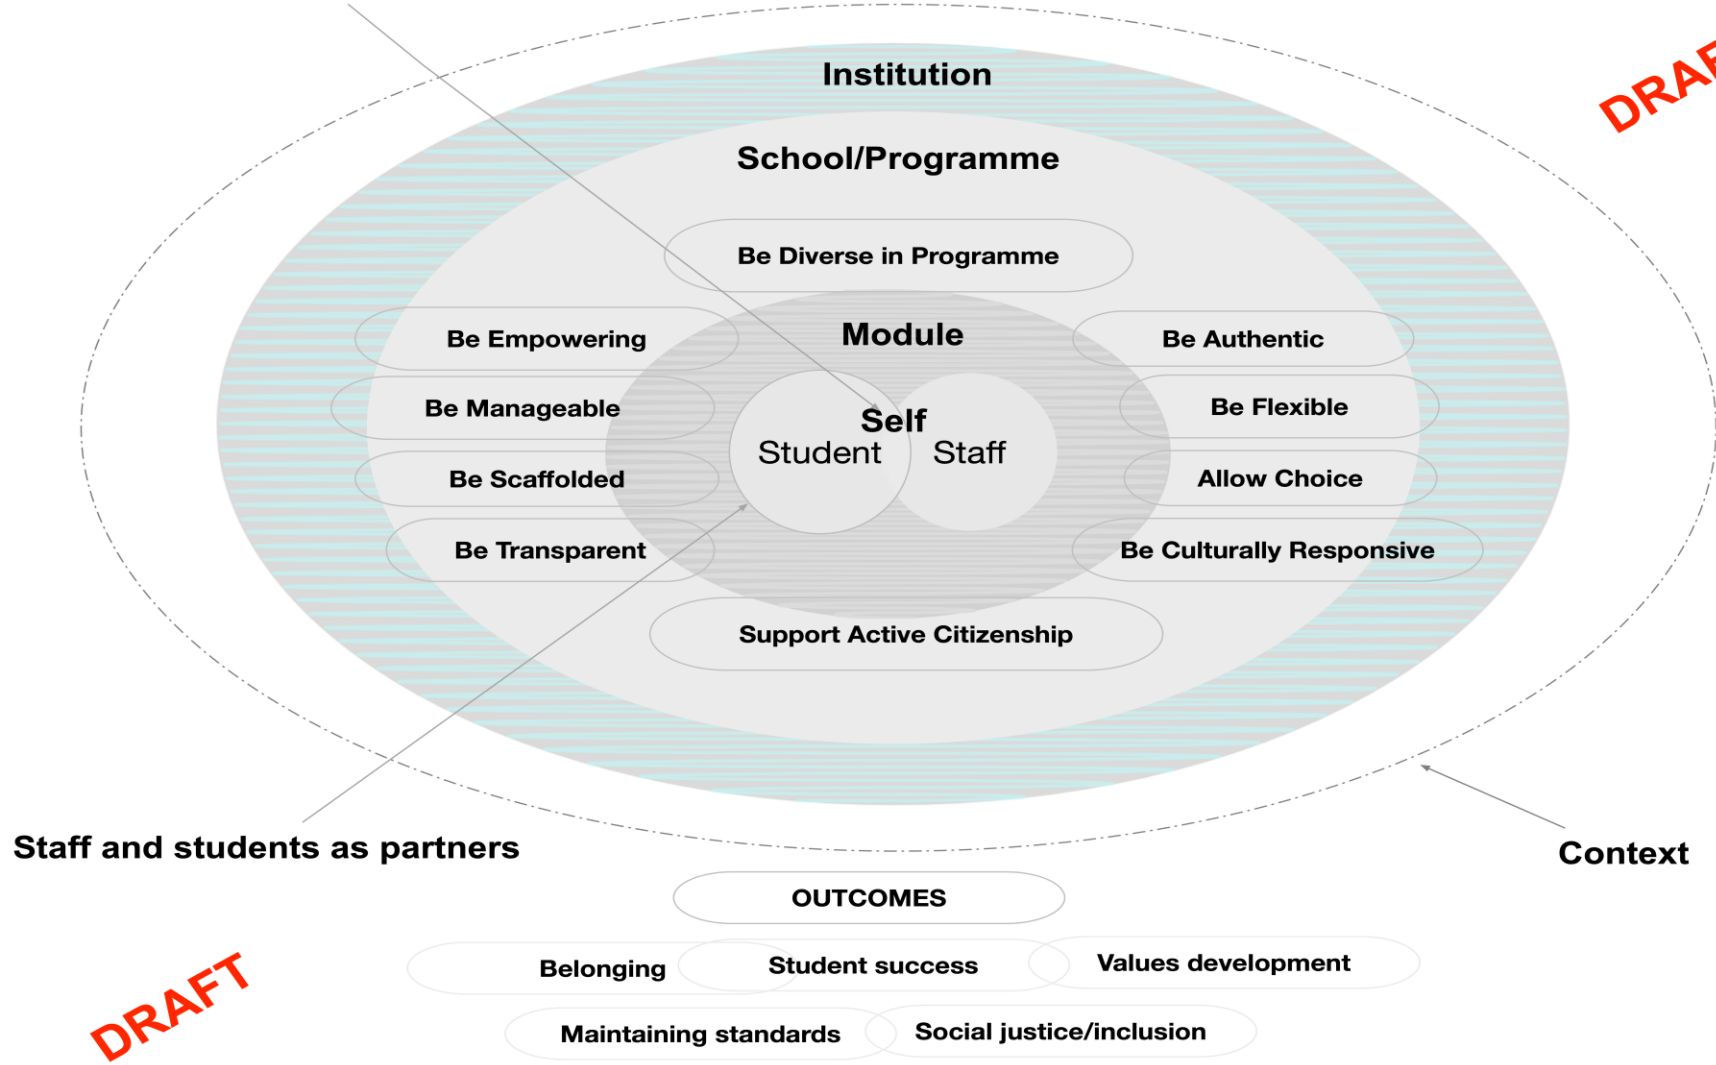 DRAF
Institution
School/Programme
Be Diverse in Programme
Module
Be Empowering
Be Authentic
Be Manageable
Be Flexible
Self
Student
Staff
Be Scaffolded
Allow Choice
Be Transparent
Be Culturally Responsive
Support Active Citizenship
Staff and students as partners
Context
OUTCOMES
Belonging
Student success
Values development
Maintaining standards
Social justice/inclusion
DRAFT